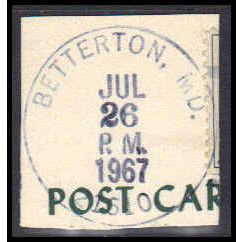 BETTERTON, MD.
JUL
26
P.M.
1967
POST CAR